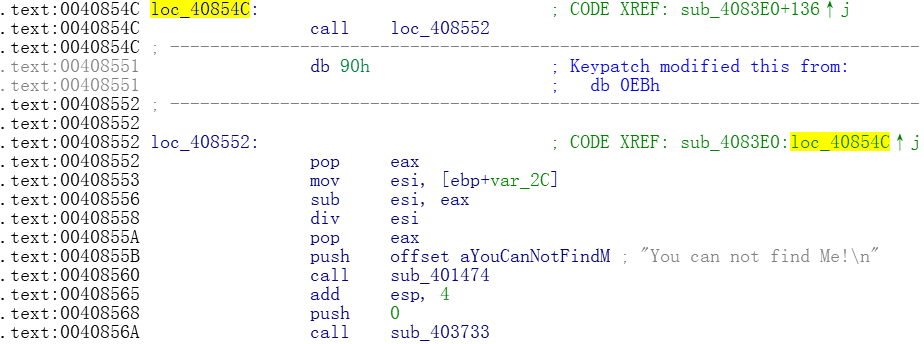 .text:0040854C loc_40854C: ; CODE XREF: sub_4083E0+136↑j
.text:0040854C call loc_408552
.text:0040854C ; ---------------------------------------------------------------------------
.text:00408551 db 90h ; Keypatch modified this from:
.text:00408551 ; db 0EBh
.text:00408552 ; ---------------------------------------------------------------------------
.text:00408552
.text:00408552 loc_408552: ; CODE XREF: sub_4083E0:loc_40854C↑j
.text:00408552 pop eax
.text:00408553 mov esi, [ebp+var_2C]
.text:00408556 sub esi, eax
.text:00408558 div esi
.text:0040855A pop eax
.text:0040855B push offset aYouCanNotFindM ; "You can not find Me!\n"
.text:00408560 call sub_401474
.text:00408565 add esp, 4
.text:00408568 push 0
.text:0040856A call sub_403733